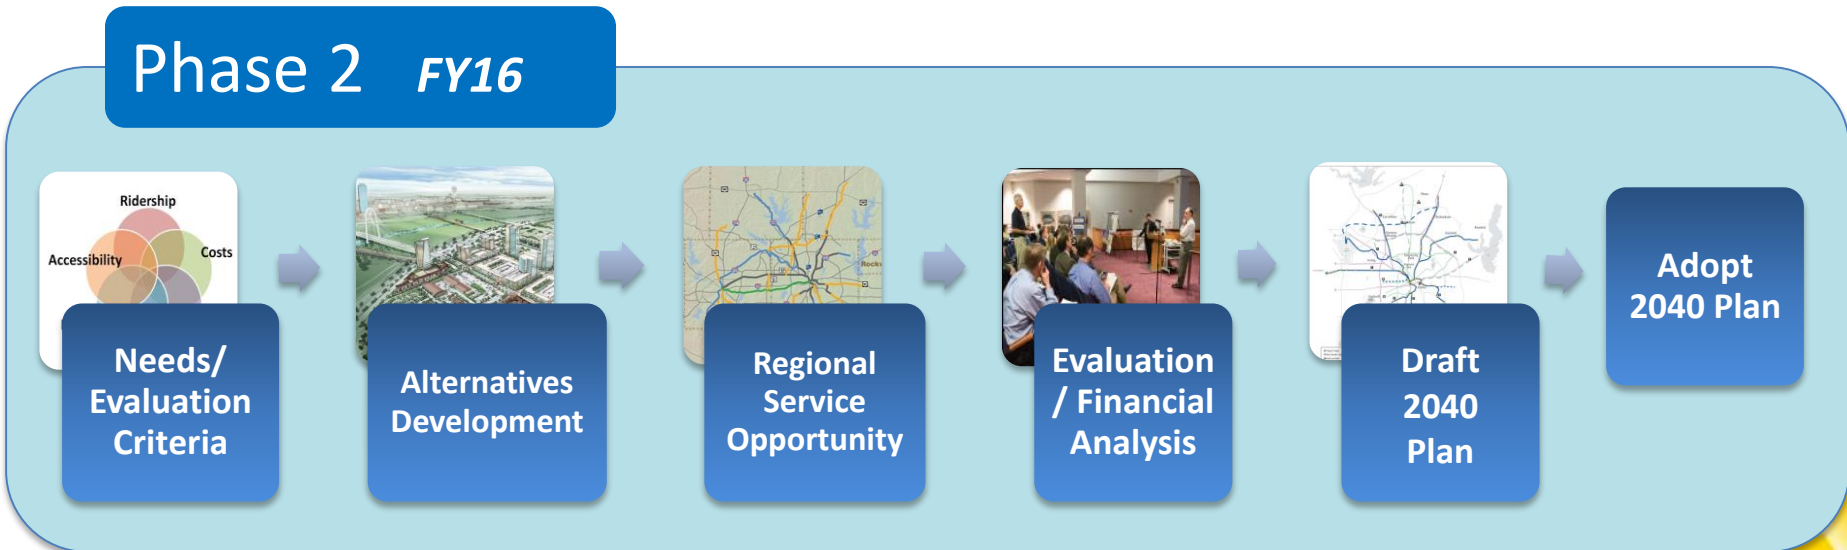 Phase 2 FY16
Ridership
Accessibility
Costs
Needs/
Evaluation
Criteria
Alternatives
Development
Regional
Service
Opportunity
Evaluation
/ Financial
Analysis
Draft
2040
Plan
Adopt
2040 Plan